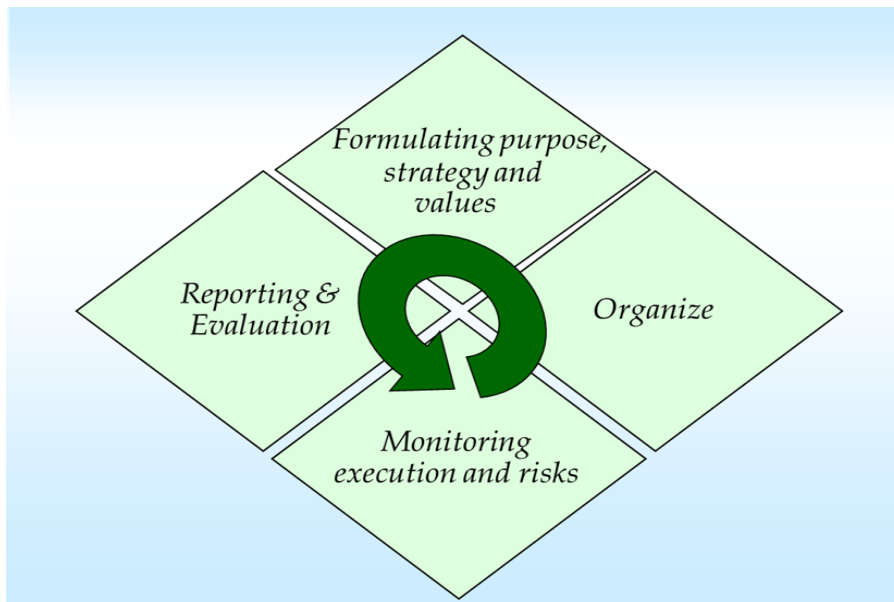 Formulating purpose,
strategy and
values
Reporting &
Evaluation
Organize
Monitoring
execution and risks